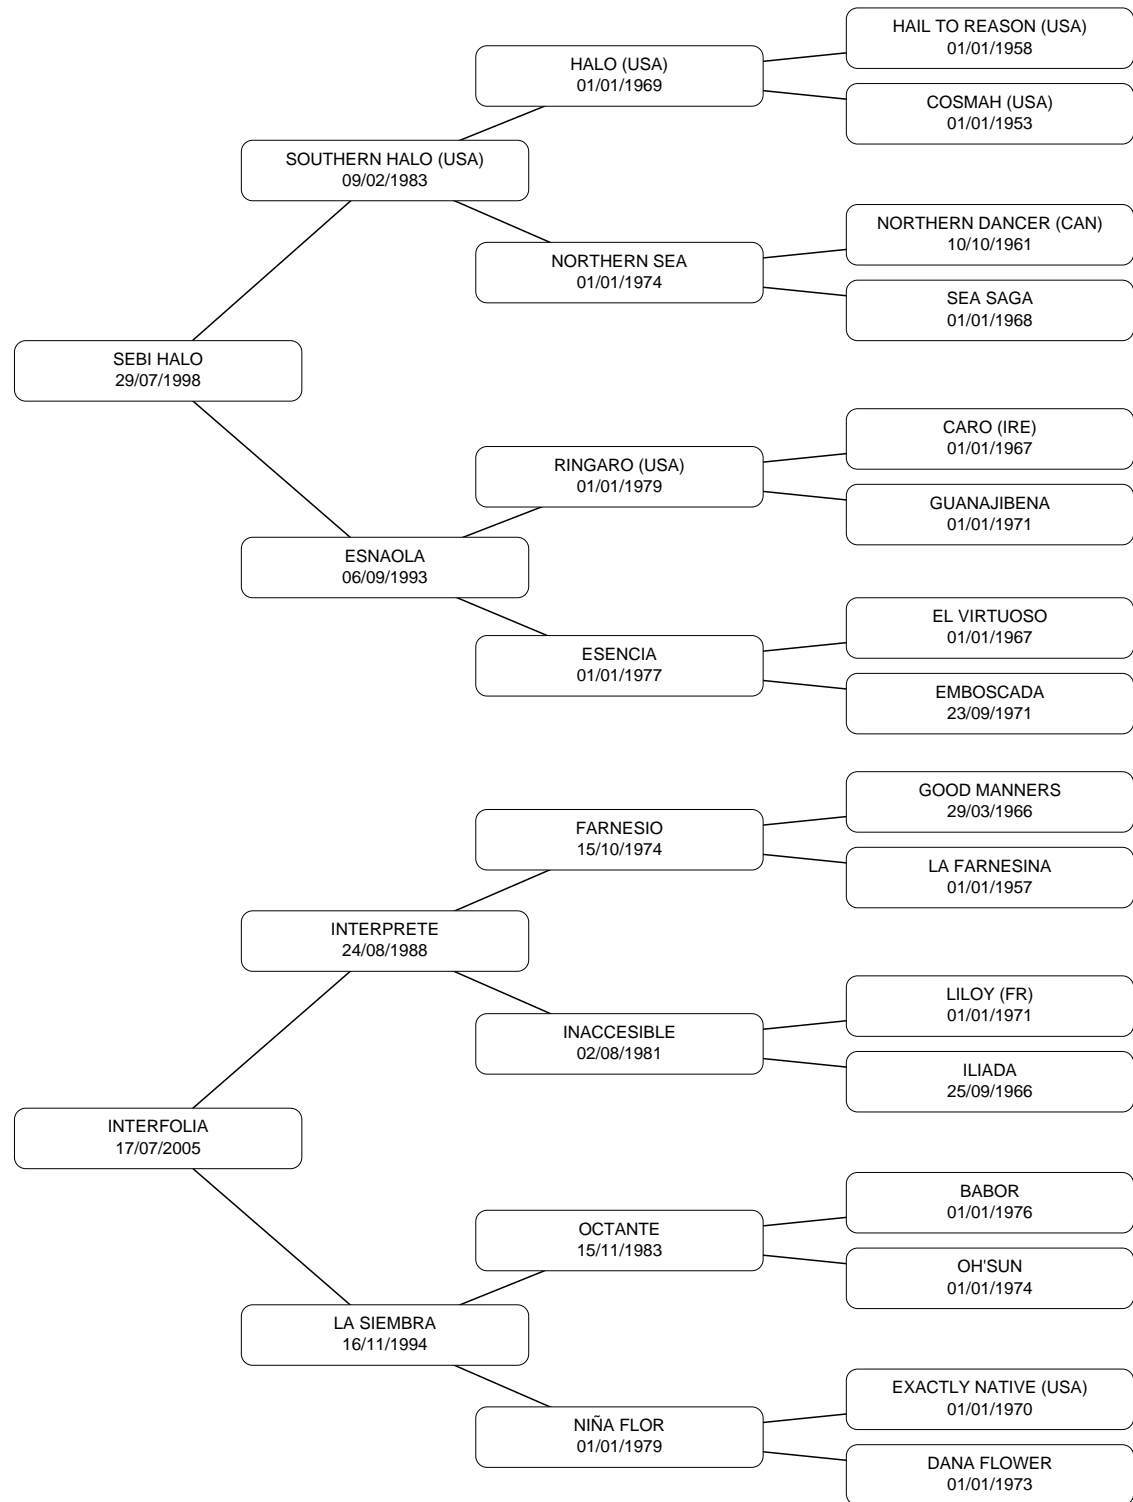 HAIL TO REASON (USA)
01/01/1958
HALO (USA)
01/01/1969
COSMAH (USA)
01/01/1953
SOUTHERN HALO (USA)
09/02/1983
NORTHERN DANCER (CAN)
10/10/1961
NORTHERN SEA
01/01/1974
SEA SAGA
01/01/1968
SEBI HALO
29/07/1998
CARO (IRE)
01/01/1967
RINGARO (USA)
01/01/1979
GUANAJIBENA
01/01/1971
ESNAOLA
06/09/1993
EL VIRTUOSO
01/01/1967
ESENCIA
01/01/1977
EMBOSCADA
23/09/1971
GOOD MANNERS
29/03/1966
FARNESIO
15/10/1974
LA FARNESINA
01/01/1957
INTERPRETE
24/08/1988
LILOY (FR)
01/01/1971
INACCESIBLE
02/08/1981
ILIADA
25/09/1966
INTERFOLIA
17/07/2005
BABOR
01/01/1976
OCTANTE
15/11/1983
OH'SUN
01/01/1974
LA SIEMBRA
16/11/1994
EXACTLY NATIVE (USA)
01/01/1970
NIÑA FLOR
01/01/1979
DANA FLOWER
01/01/1973